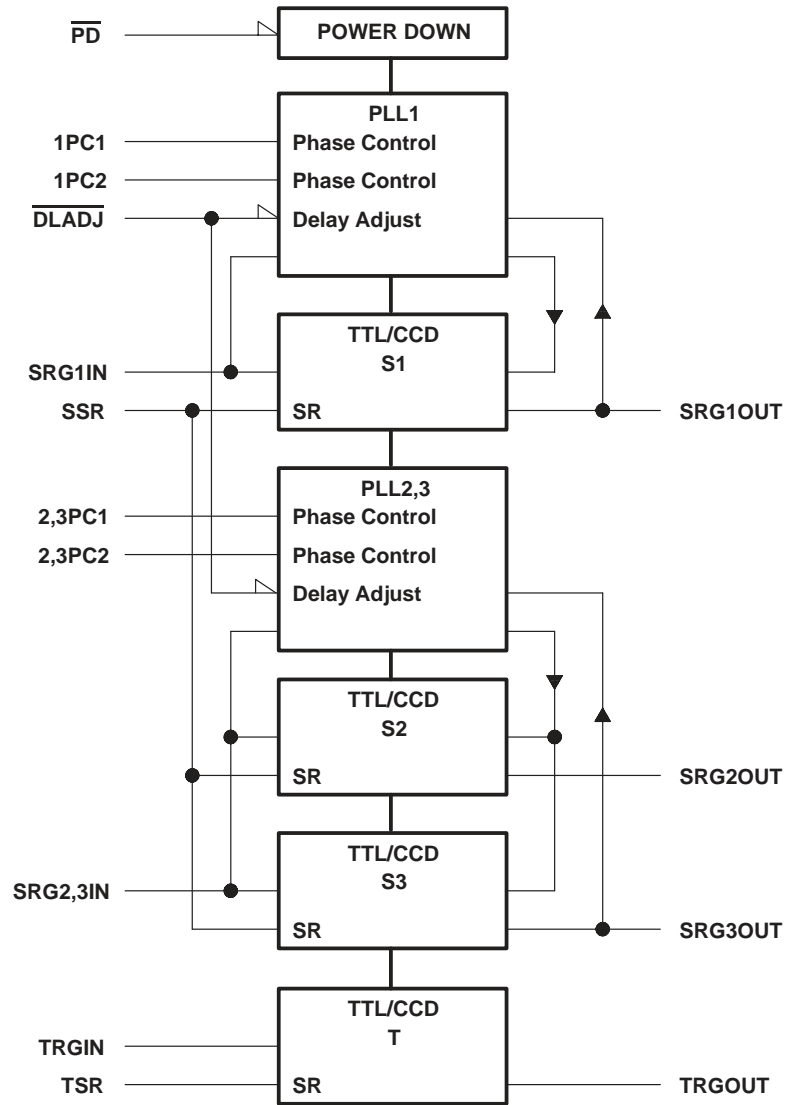 PD
POWER DOWN
PLL1
1PC1
Phase Control
1PC2
Phase Control
DLADJ
Delay Adjust
TTL/CCD
S1
SRG1IN
SSR
SR
SRG1OUT
PLL2,3
2,3PC1
Phase Control
2,3PC2
Phase Control
Delay Adjust
TTL/CCD
S2
SR
SRG2OUT
TTL/CCD
S3
SRG2,3IN
SR
SRG3OUT
TTL/CCD
T
TRGIN
TSR
SR
TRGOUT